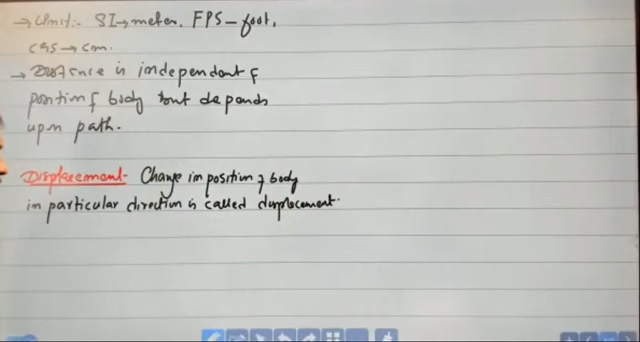 → Unit:- SI→meter. FPS—foot,
CGS→cm.
→ Distance is independent of
position of body but depends
upon path.
Displacement- Change in position of body
in particular direction is called displacement.